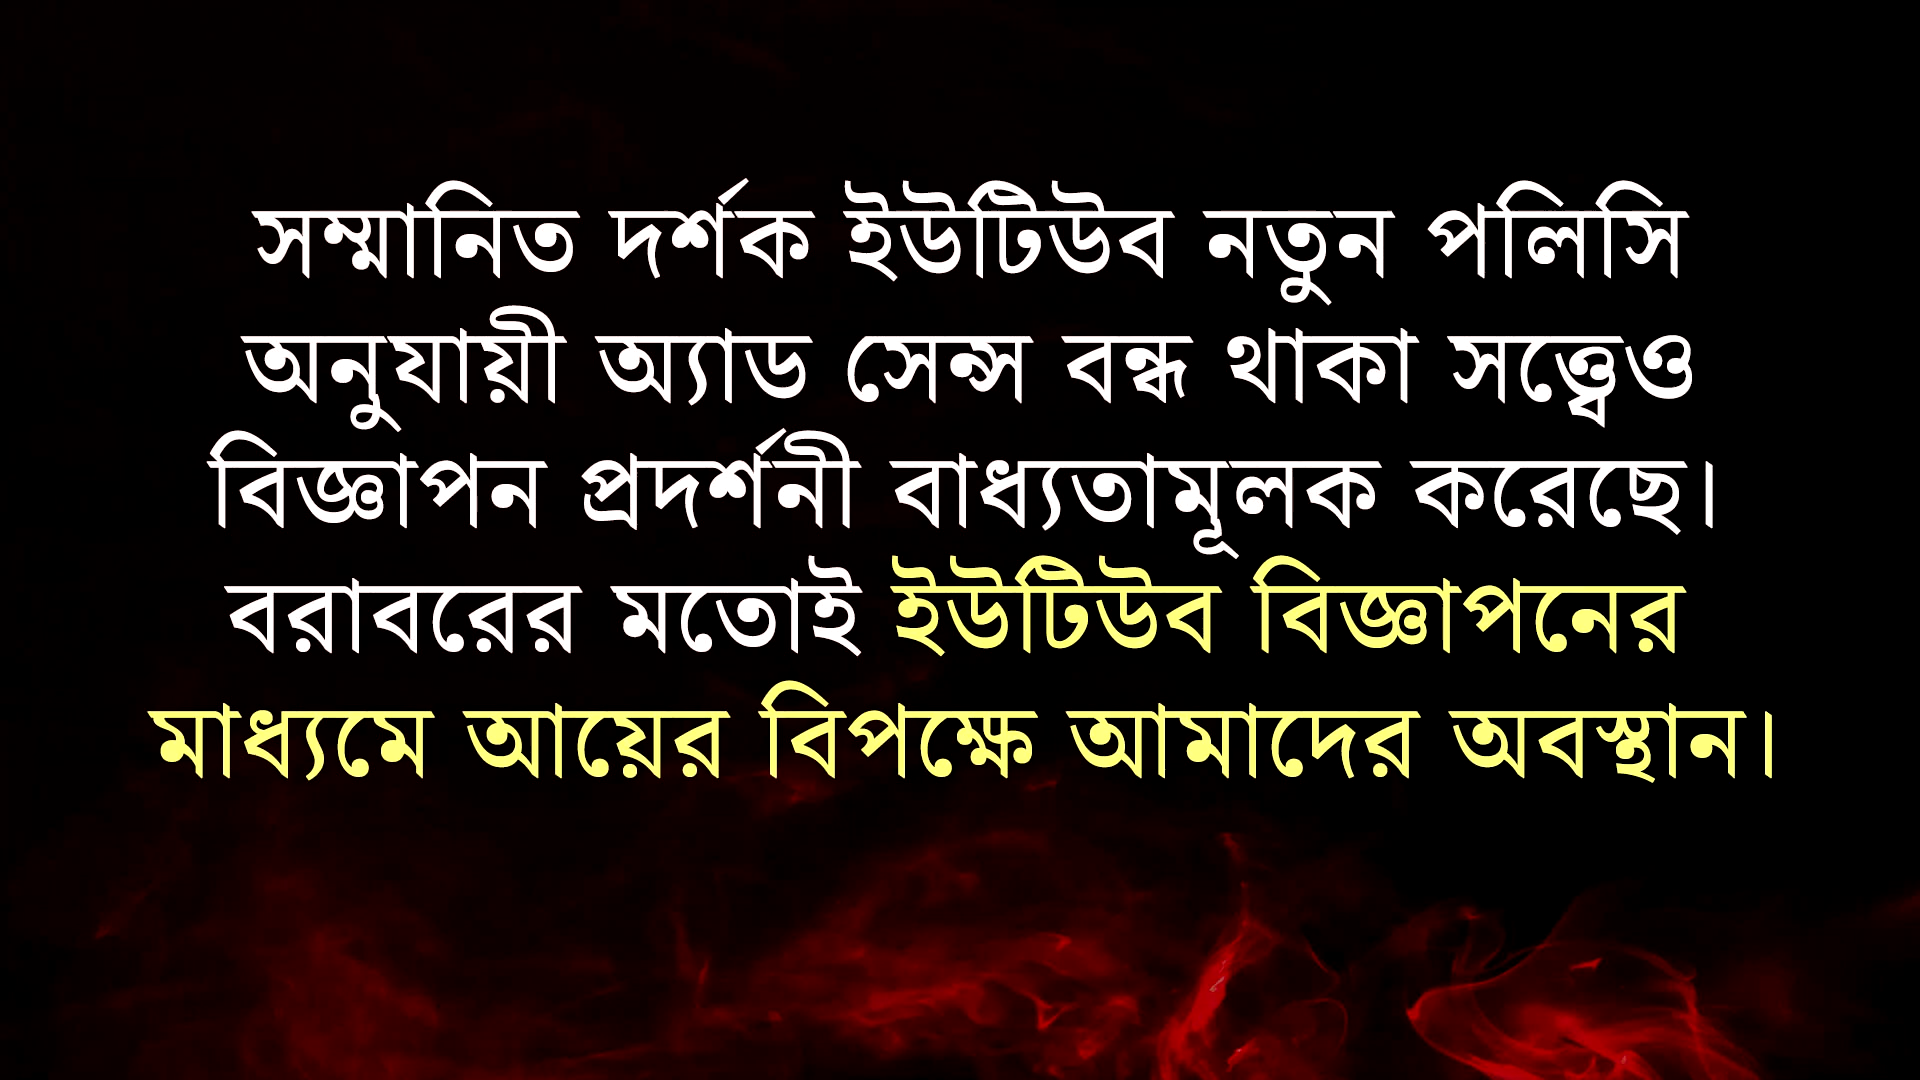 সম্মানিত দর্শক ইউটিউব নতুন পলিসি
অনুযায়ী অ্যাড সেন্স বন্ধ থাকা সত্ত্বেও
বিজ্ঞাপন প্রদর্শনী বাধ্যতামূলক করেছে।
বরাবরের মতোই ইউটিউব বিজ্ঞাপনের
মাধ্যমে আয়ের বিপক্ষে আমাদের অবস্থান।